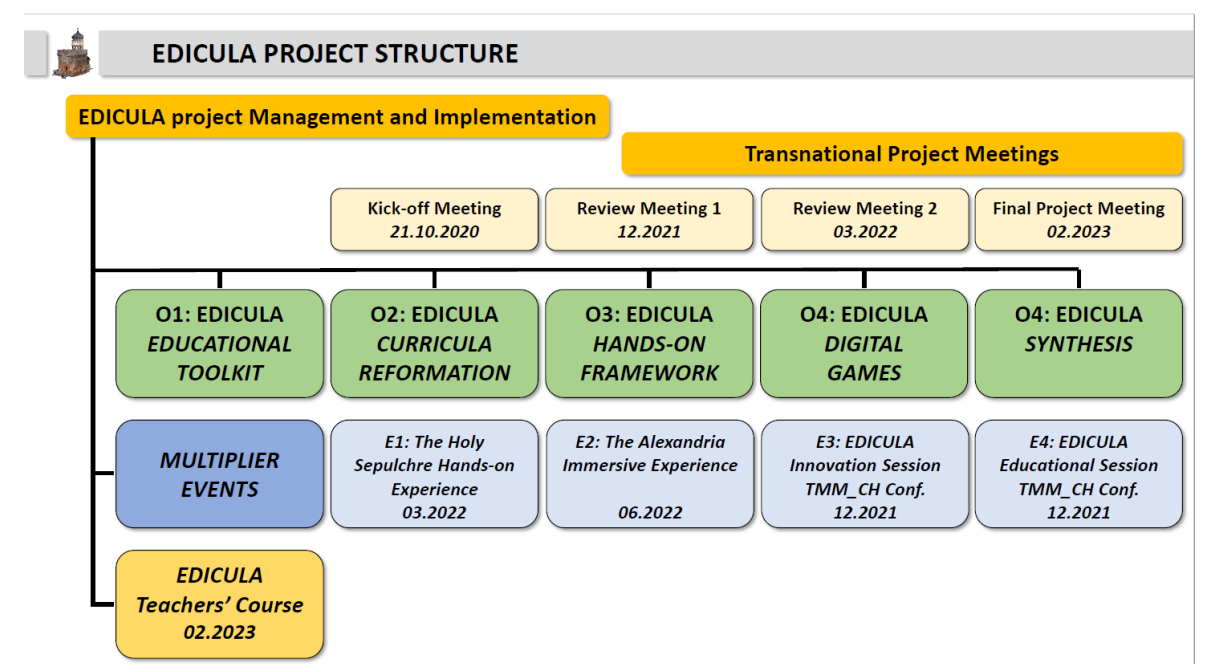 EDICULA PROJECT STRUCTURE
EDICULA project Management and Implementation
Transnational Project Meetings
Kick-off Meeting
21.10.2020
Review Meeting 1
12.2021
Review Meeting 2
03.2022
Final Project Meeting
02.2023
O1: EDICULA
EDUCATIONAL
TOOLKIT
O2: EDICULA
CURRICULA
REFORMATION
O3: EDICULA
HANDS-ON
FRAMEWORK
O4: EDICULA
DIGITAL
GAMES
O4: EDICULA
SYNTHESIS
MULTIPLIER
EVENTS
E1: The Holy
Sepulchre Hands-on
Experience
03.2022
E2: The Alexandria
Immersive Experience
06.2022
E3: EDICULA
Innovation Session
TMM_CH Conf.
12.2021
E4: EDICULA
Educational Session
TMM_CH Conf.
12.2021
EDICULA
Teachers’ Course
02.2023